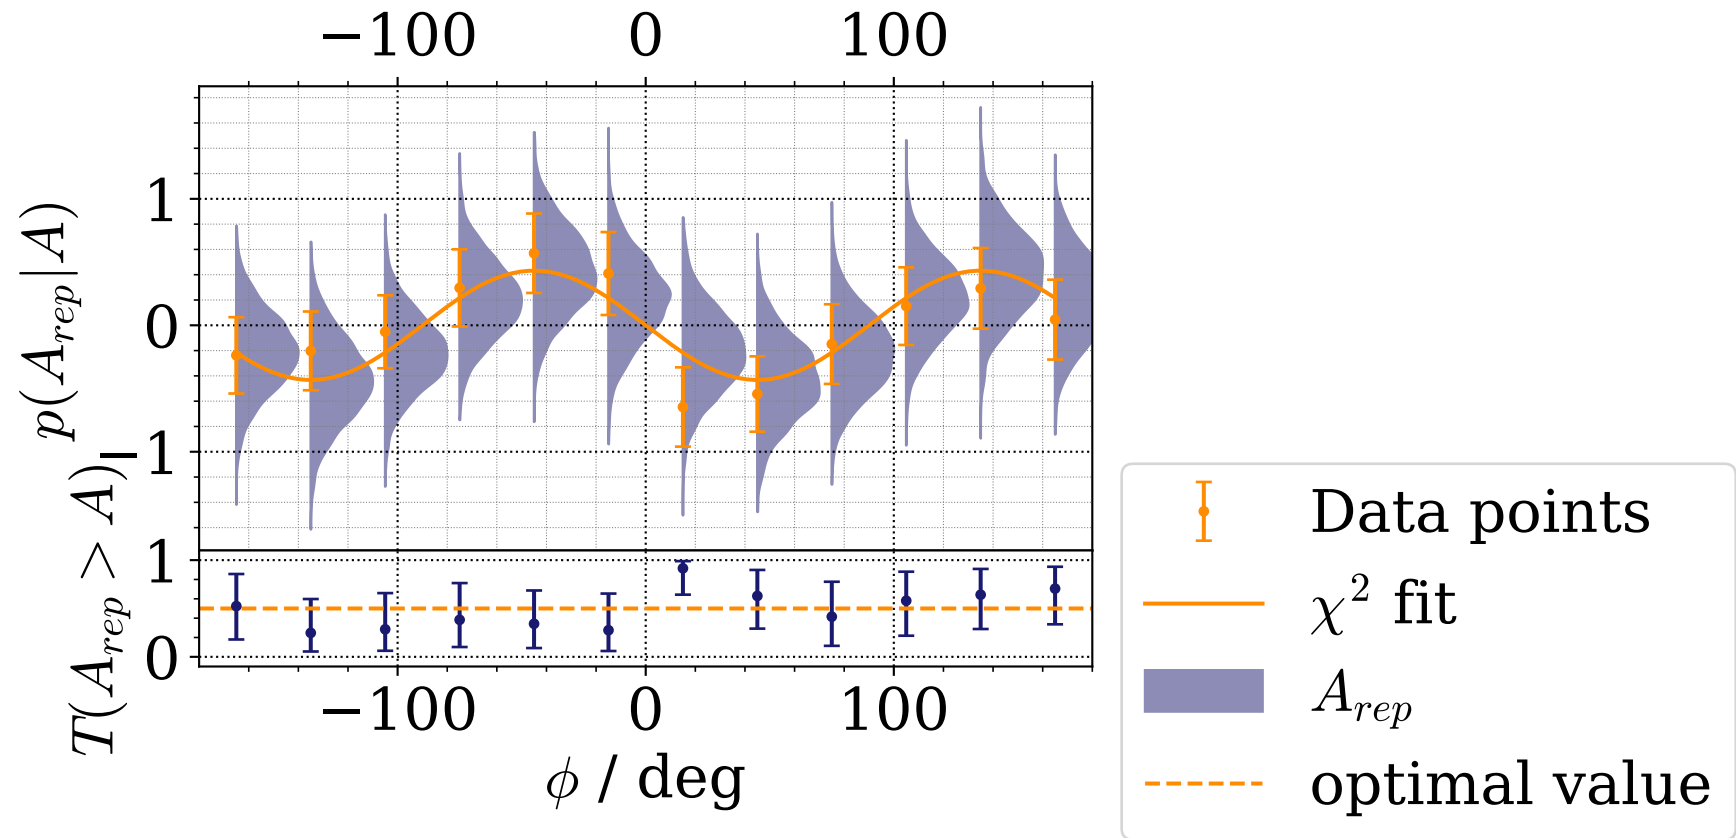 −100 0 100
p(A_rep|A)
1
0
−1
T(A_rep > A)
1
0
−100 0 100
ϕ / deg
Data points
χ² fit
A_rep
optimal value